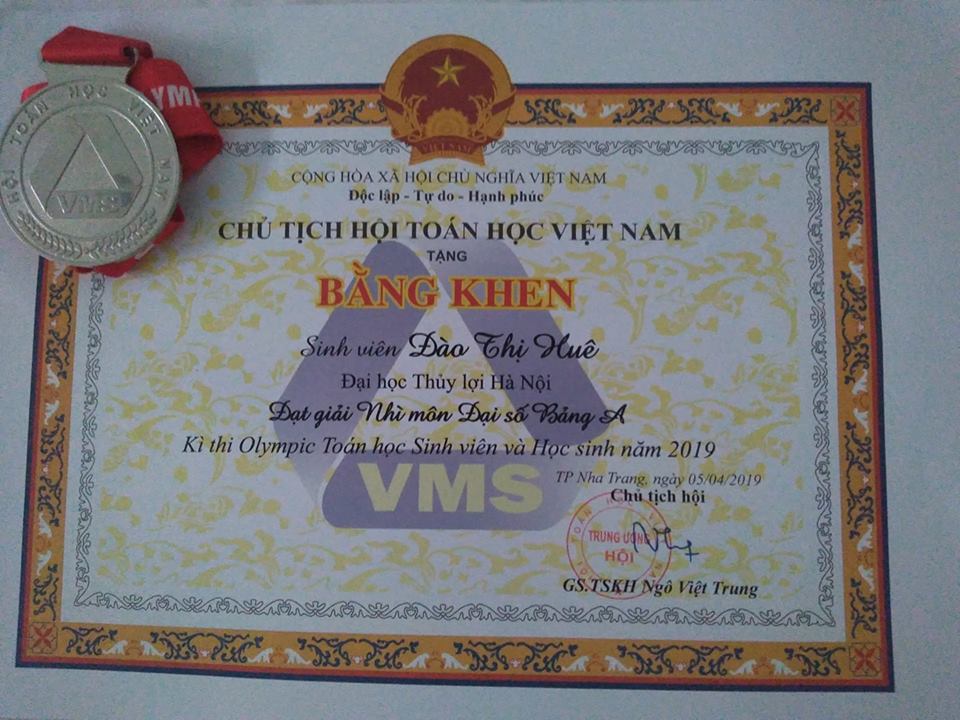 HỘI TOÁN HỌC VIỆT NAM
VMS
VIỆT NAM
CỘNG HÒA XÃ HỘI CHỦ NGHĨA VIỆT NAM
Độc lập - Tự do - Hạnh phúc
CHỦ TỊCH HỘI TOÁN HỌC VIỆT NAM
TẶNG
BẰNG KHEN
Sinh viên Đào Thị Huê
Đại học Thủy lợi Hà Nội
Đạt giải Nhì môn Đại số Bảng A
Kì thi Olympic Toán học Sinh viên và Học sinh năm 2019
VMS
TP Nha Trang, ngày 05/04/2019
Chủ tịch hội
TRUNG ƯƠNG
HỘI
GS.TSKH Ngô Việt Trung